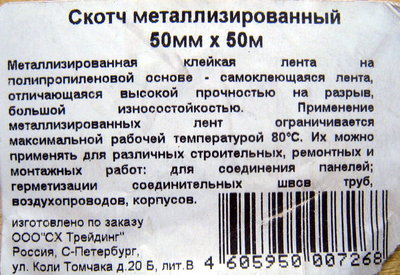 Скотч металлизированный
50мм х 50м
Металлизированная клейкая лента на
полипропиленовой основе - самоклеющаяся лента,
отличающаяся высокой прочностью на разрыв,
большой износостойкостью. Применение
металлизированных лент ограничивается
максимальной рабочей температурой 80°С. Их можно
применять для различных строительных, ремонтных и
монтажных работ: для соединения панелей;
герметизации соединительных швов труб,
воздухопроводов, корпусов.
изготовлено по заказу
ООО"СХ Трейдинг"
Россия, С-Петербург,
ул. Коли Томчака д.20 Б, лит.В
4 605950 007268